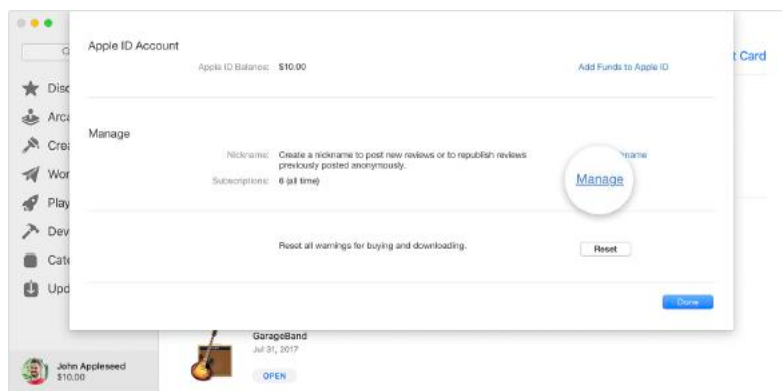 Apple ID Account
Apple ID Balance: $10.00 Add Funds to Apple ID
t Card
Disc
Arca
Crea
Wor
Play
Dev
Cate
Upd
Manage
Nickname: Create a nickname to post new reviews or to republish reviews
previously posted anonymously.
name
Subscriptions: 6 (all time) Manage
Reset all warnings for buying and downloading. Reset
Done
GarageBand
Jul 31, 2017
OPEN
John Appleseed
$10.00